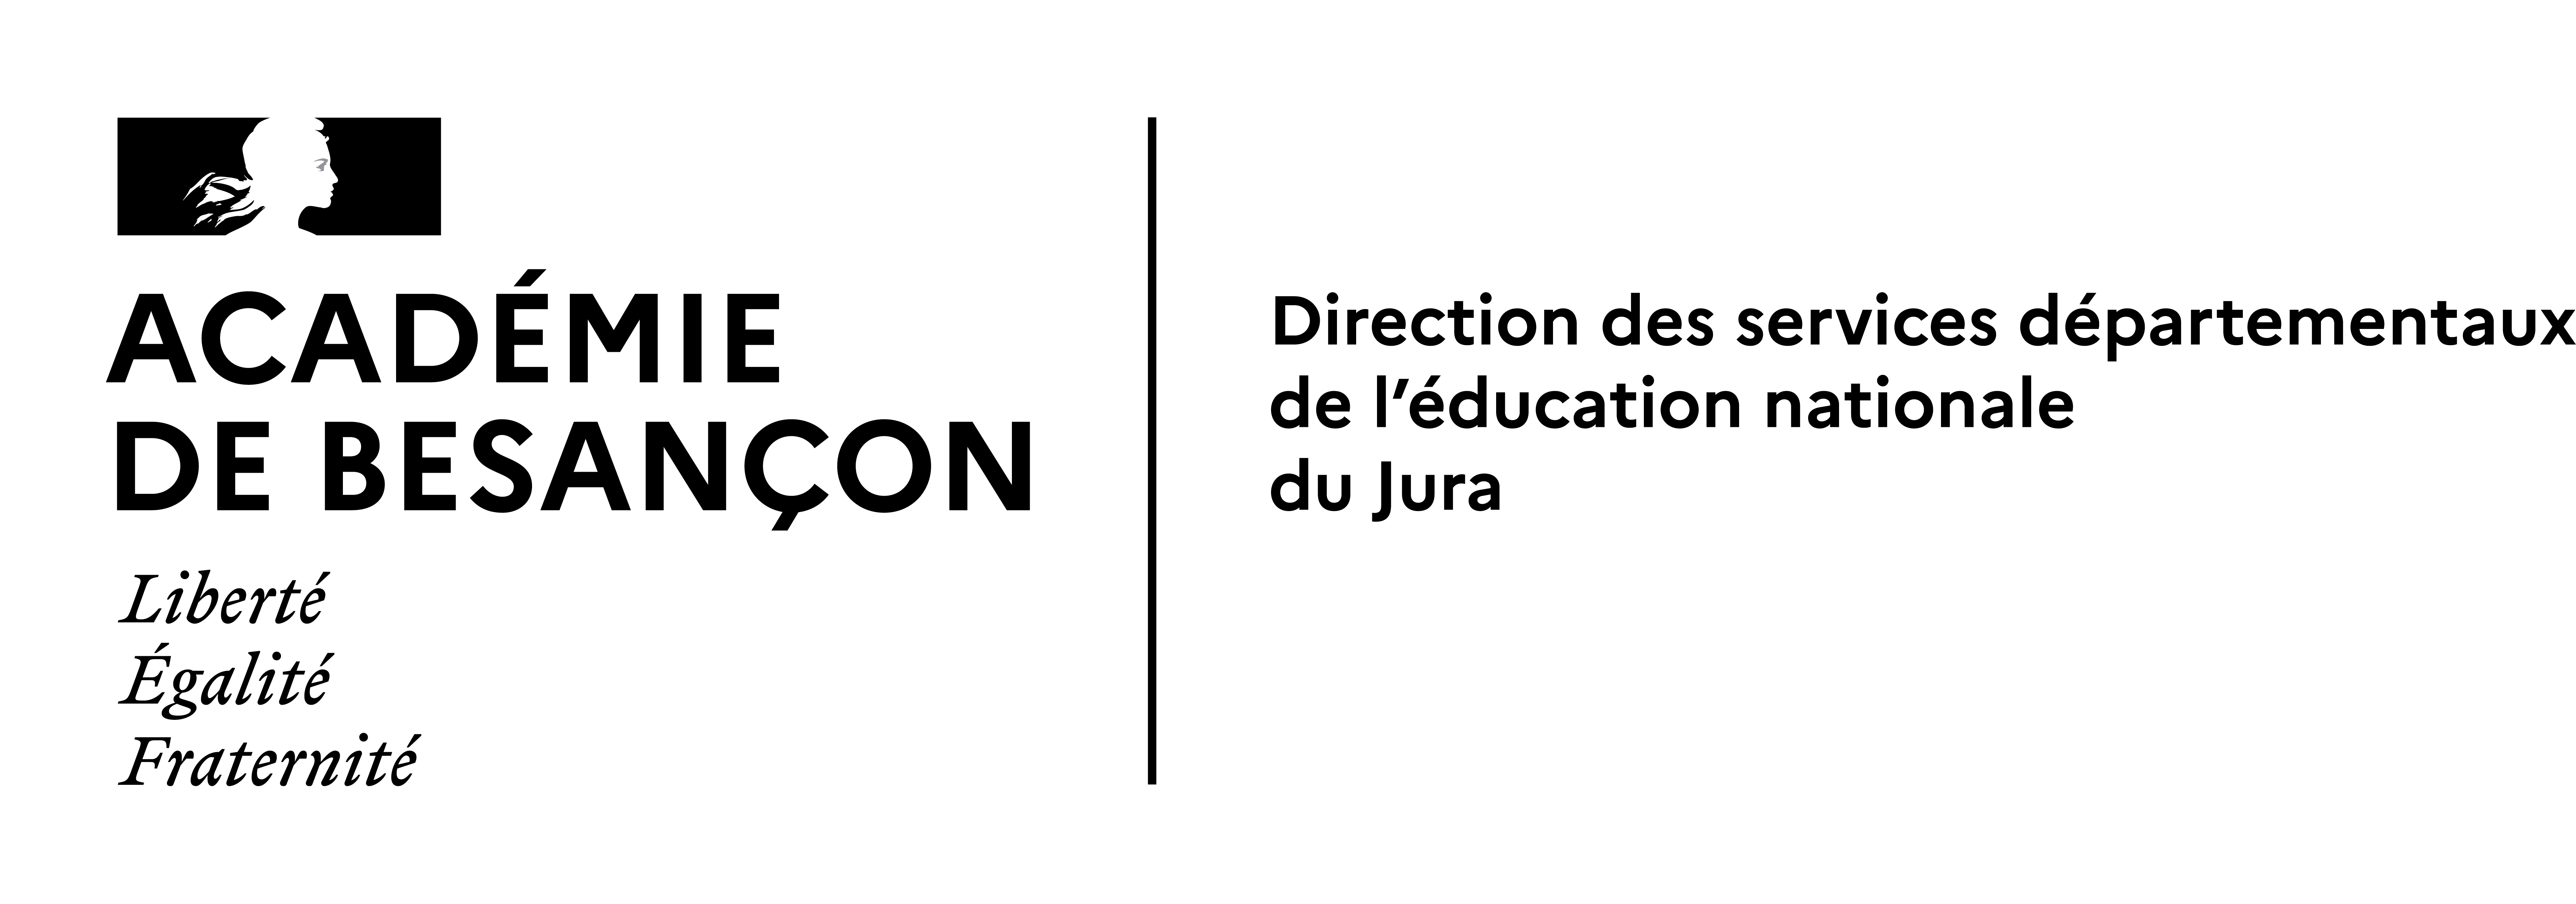 ACADÉMIE
DE BESANÇON
Liberté
Égalité
Fraternité
Direction des services départementaux
de l’éducation nationale
du Jura